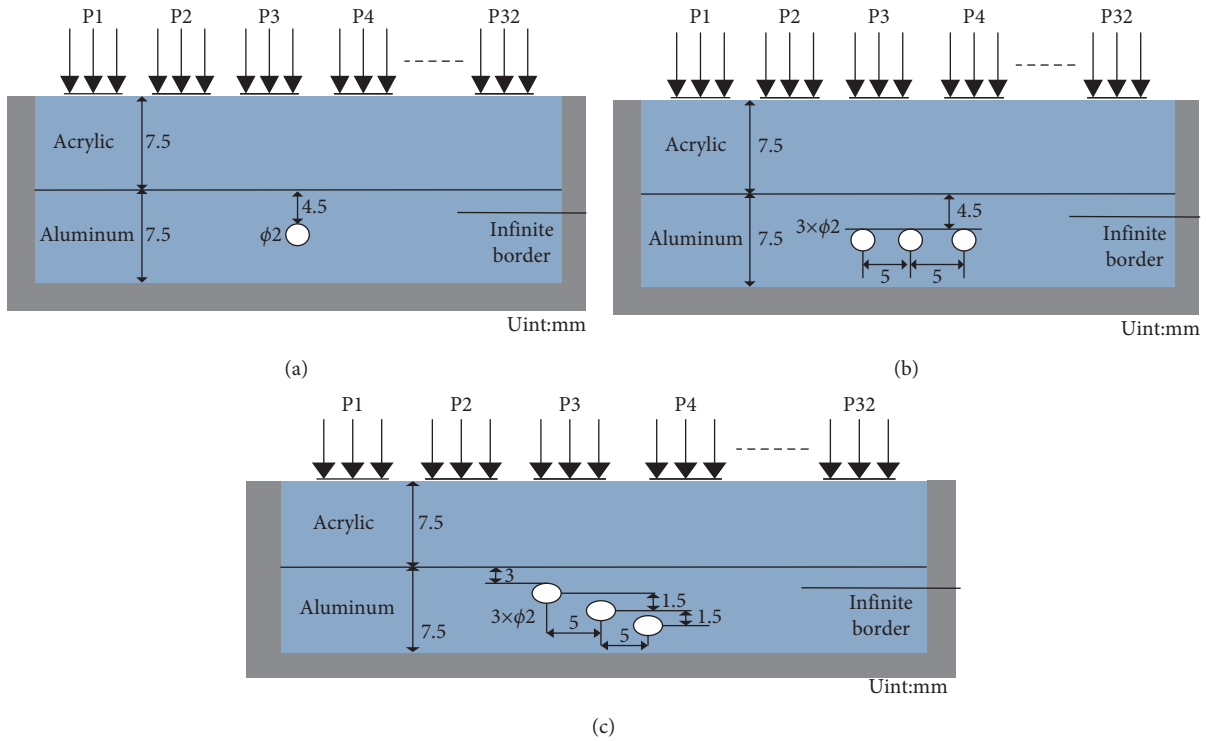 P1 P2 P3 P4 P32
Acrylic 7.5
4.5
Aluminum 7.5 ϕ2 Infinite
border
Uint:mm
(a)
P1 P2 P3 P4 P32
Acrylic 7.5
4.5
Aluminum 7.5 3×ϕ2 Infinite
border
5 5
Uint:mm
(b)
P1 P2 P3 P4 P32
Acrylic 7.5
3
Aluminum 1.5 Infinite
3×ϕ2 1.5 border
7.5 5 5
Uint:mm
(c)